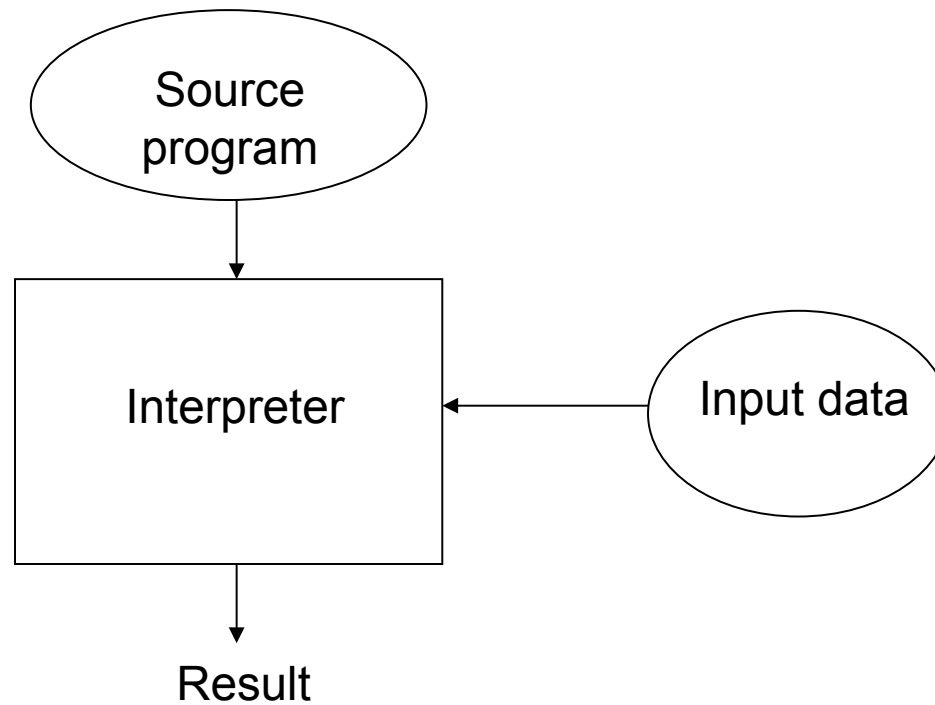 Source
program
Interpreter
Input data
Result